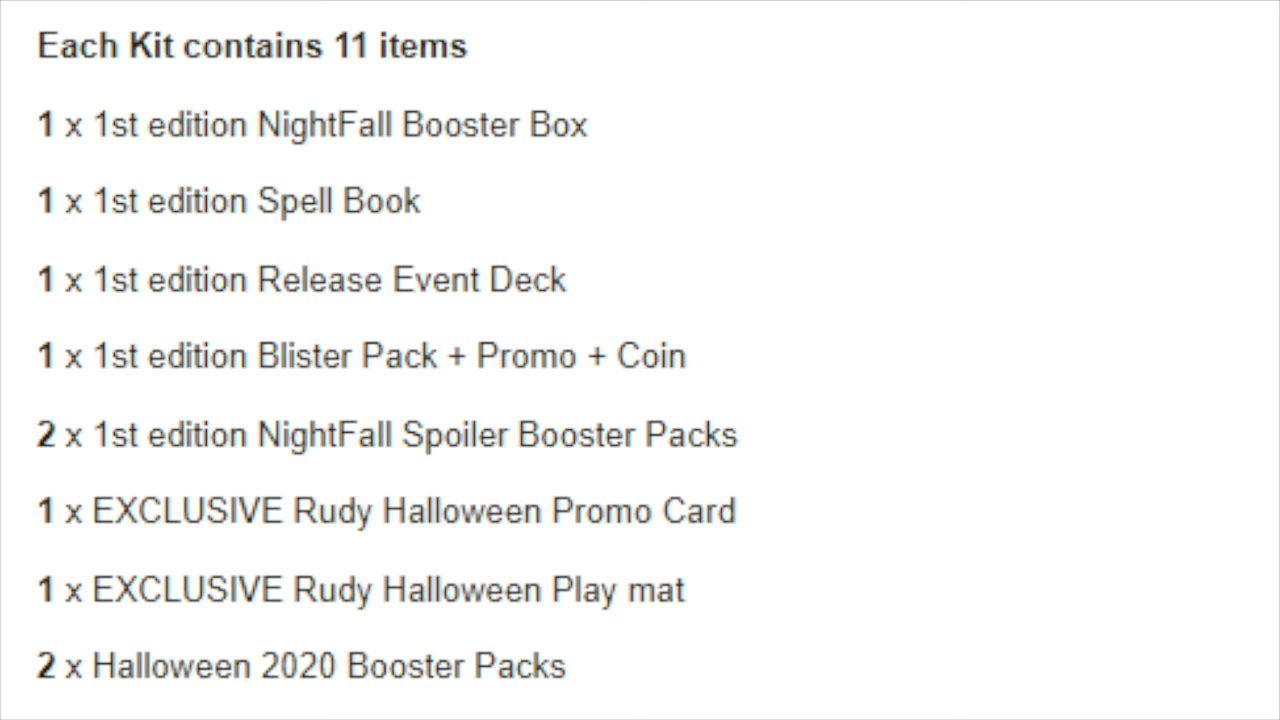 Each Kit contains 11 items
1 x 1st edition NightFall Booster Box
1 x 1st edition Spell Book
1 x 1st edition Release Event Deck
1 x 1st edition Blister Pack + Promo + Coin
2 x 1st edition NightFall Spoiler Booster Packs
1 x EXCLUSIVE Rudy Halloween Promo Card
1 x EXCLUSIVE Rudy Halloween Play mat
2 x Halloween 2020 Booster Packs